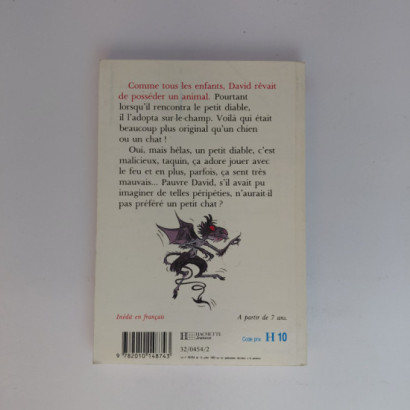 Comme tous les enfants, David rêvait
de posséder un animal. Pourtant
lorsqu'il rencontra le petit diable,
il l'adopta sur-le-champ. Voilà qui était
beaucoup plus original qu'un chien
ou un chat !
Oui, mais hélas, un petit diable, c'est
malicieux, taquin, ça adore jouer avec
le feu et en plus, parfois, ça sent très
mauvais... Pauvre David, s'il avait pu
imaginer de telles péripéties, n'aurait-il
pas préféré un petit chat ?
Inédit en français
A partir de 7 ans.
HACHETTE
Jeunesse
Code prix H 10
32/0454/2
9 782010 148743